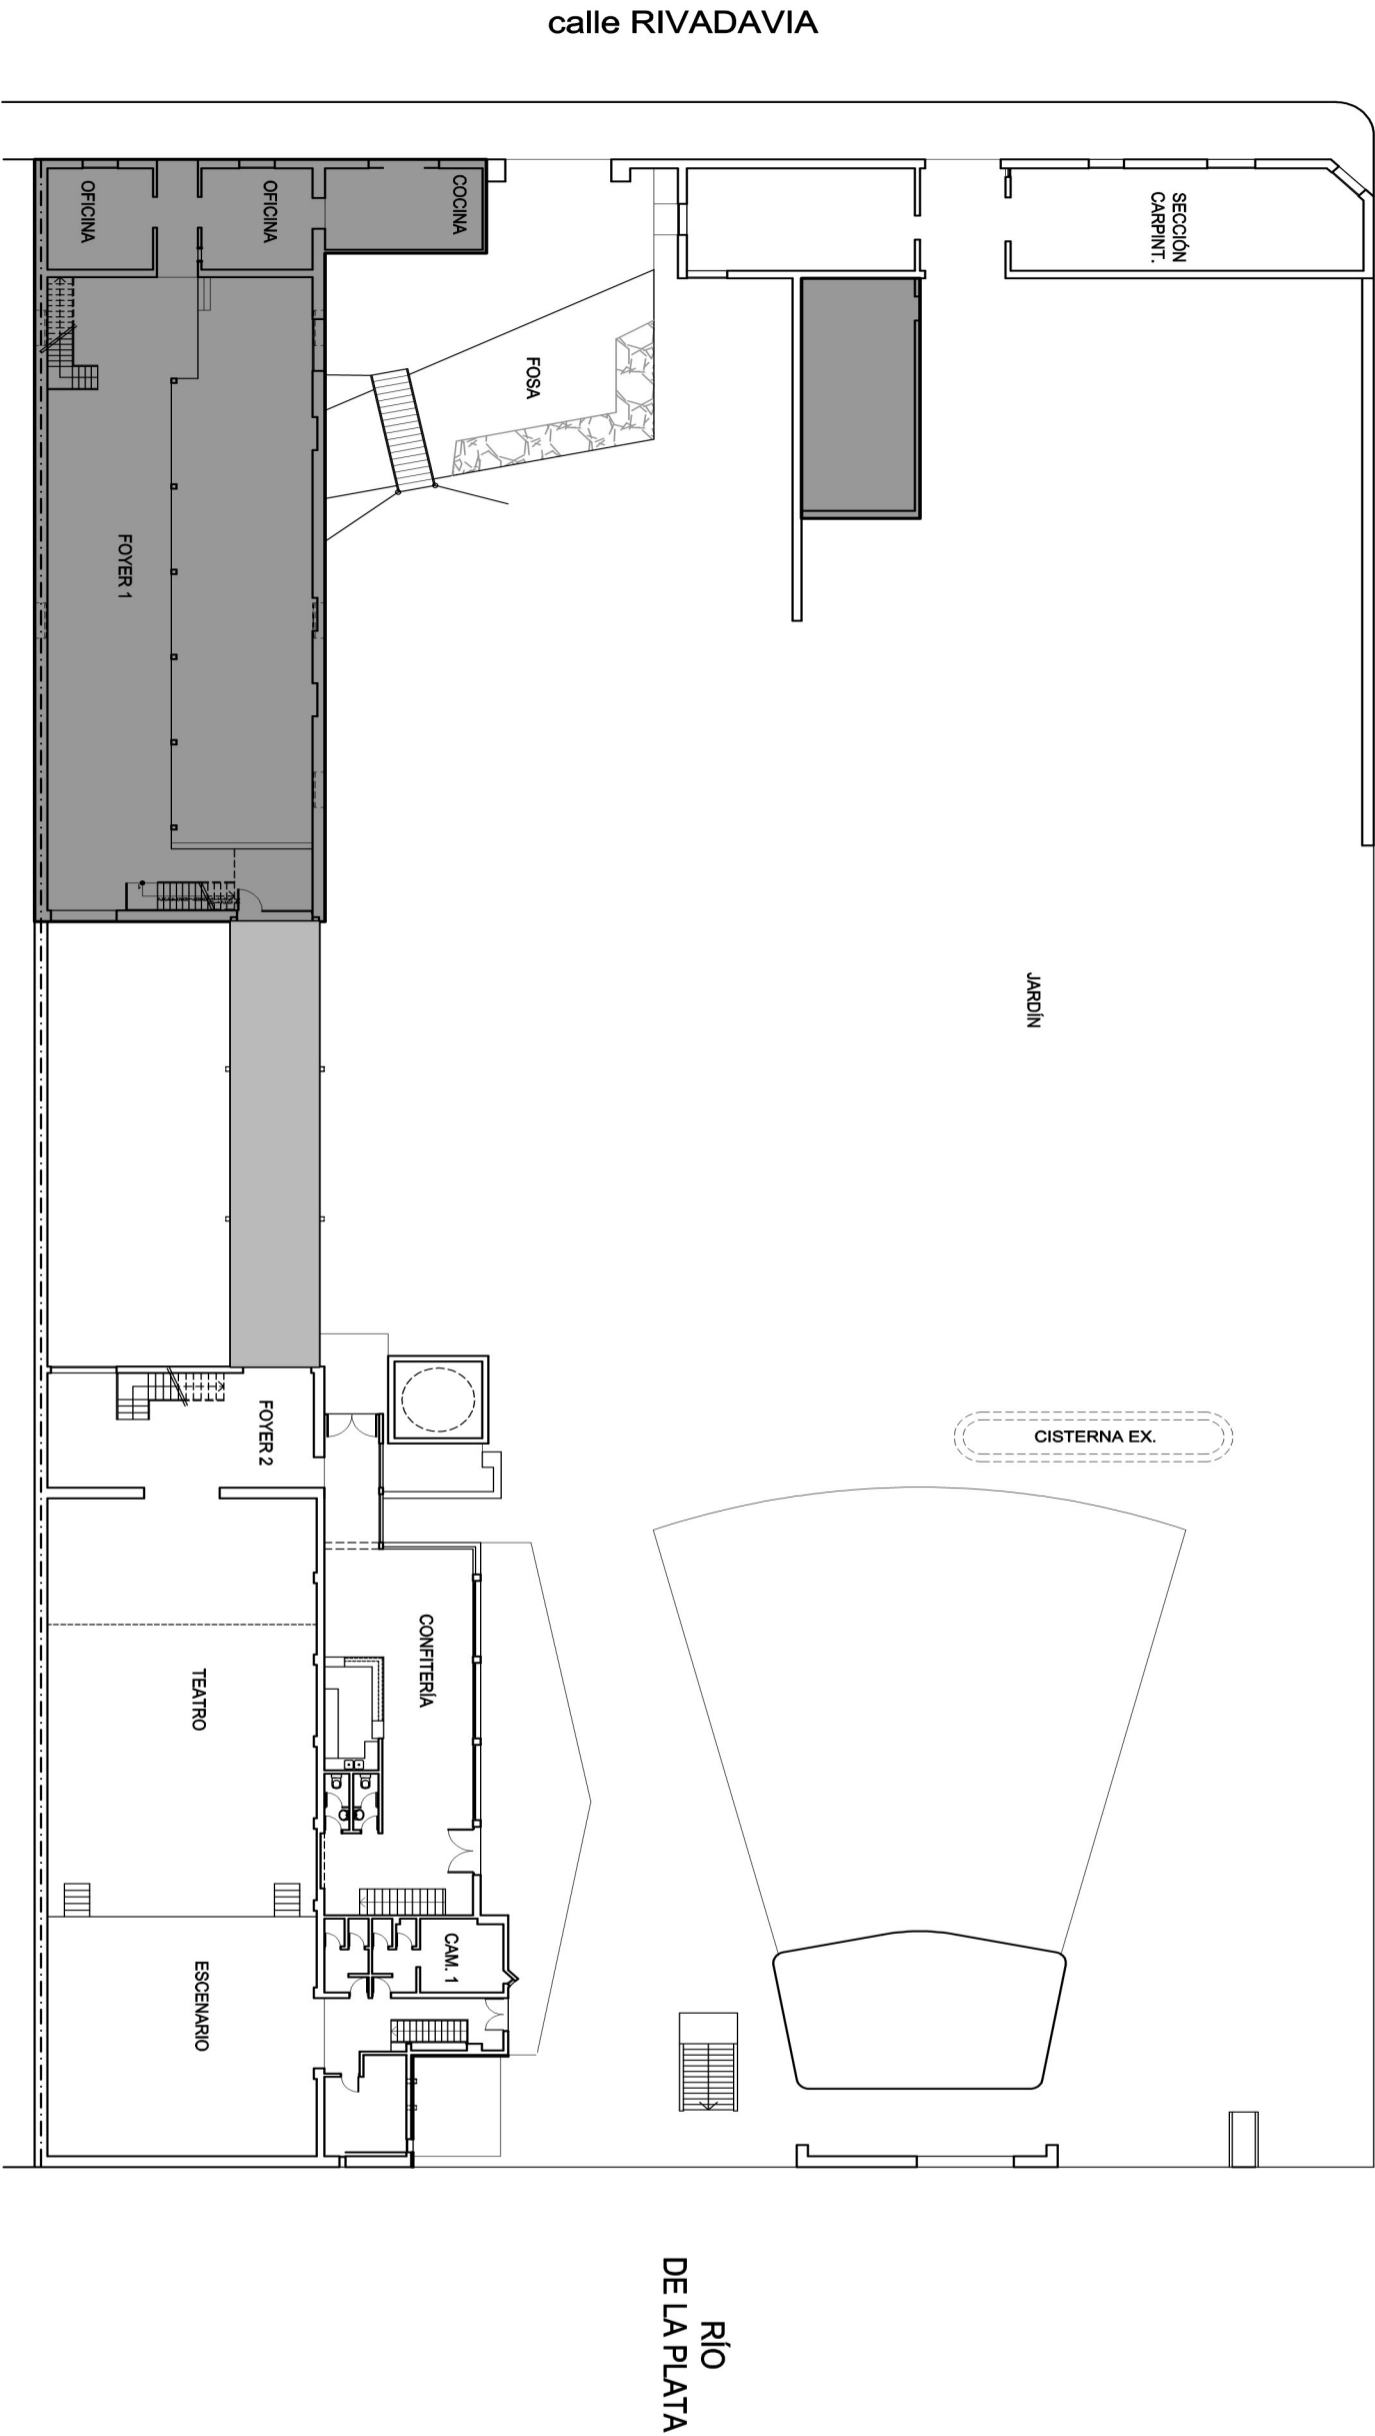 calle RIVADAVIA
OFICINA
OFICINA
COCINA
SECCIÓN
CARPINT.
FOSA
FOYER 1
JARDÍN
FOYER 2
CISTERNA EX.
CONFITERÍA
TEATRO
CAM. 1
ESCENARIO
RÍO
DE LA PLATA